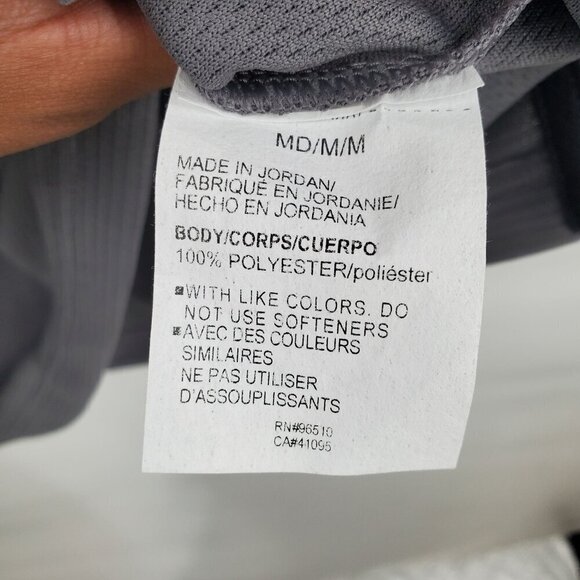 MD/M/M
MADE IN JORDAN/
FABRIQUÉ EN JORDANIE/
HECHO EN JORDANIA
BODY/CORPS/CUERPO
100% POLYESTER/poliéster
WITH LIKE COLORS. DO
NOT USE SOFTENERS
AVEC DES COULEURS
SIMILAIRES
NE PAS UTILISER
D'ASSOUPLISSANTS
RN#96510
CA#41095